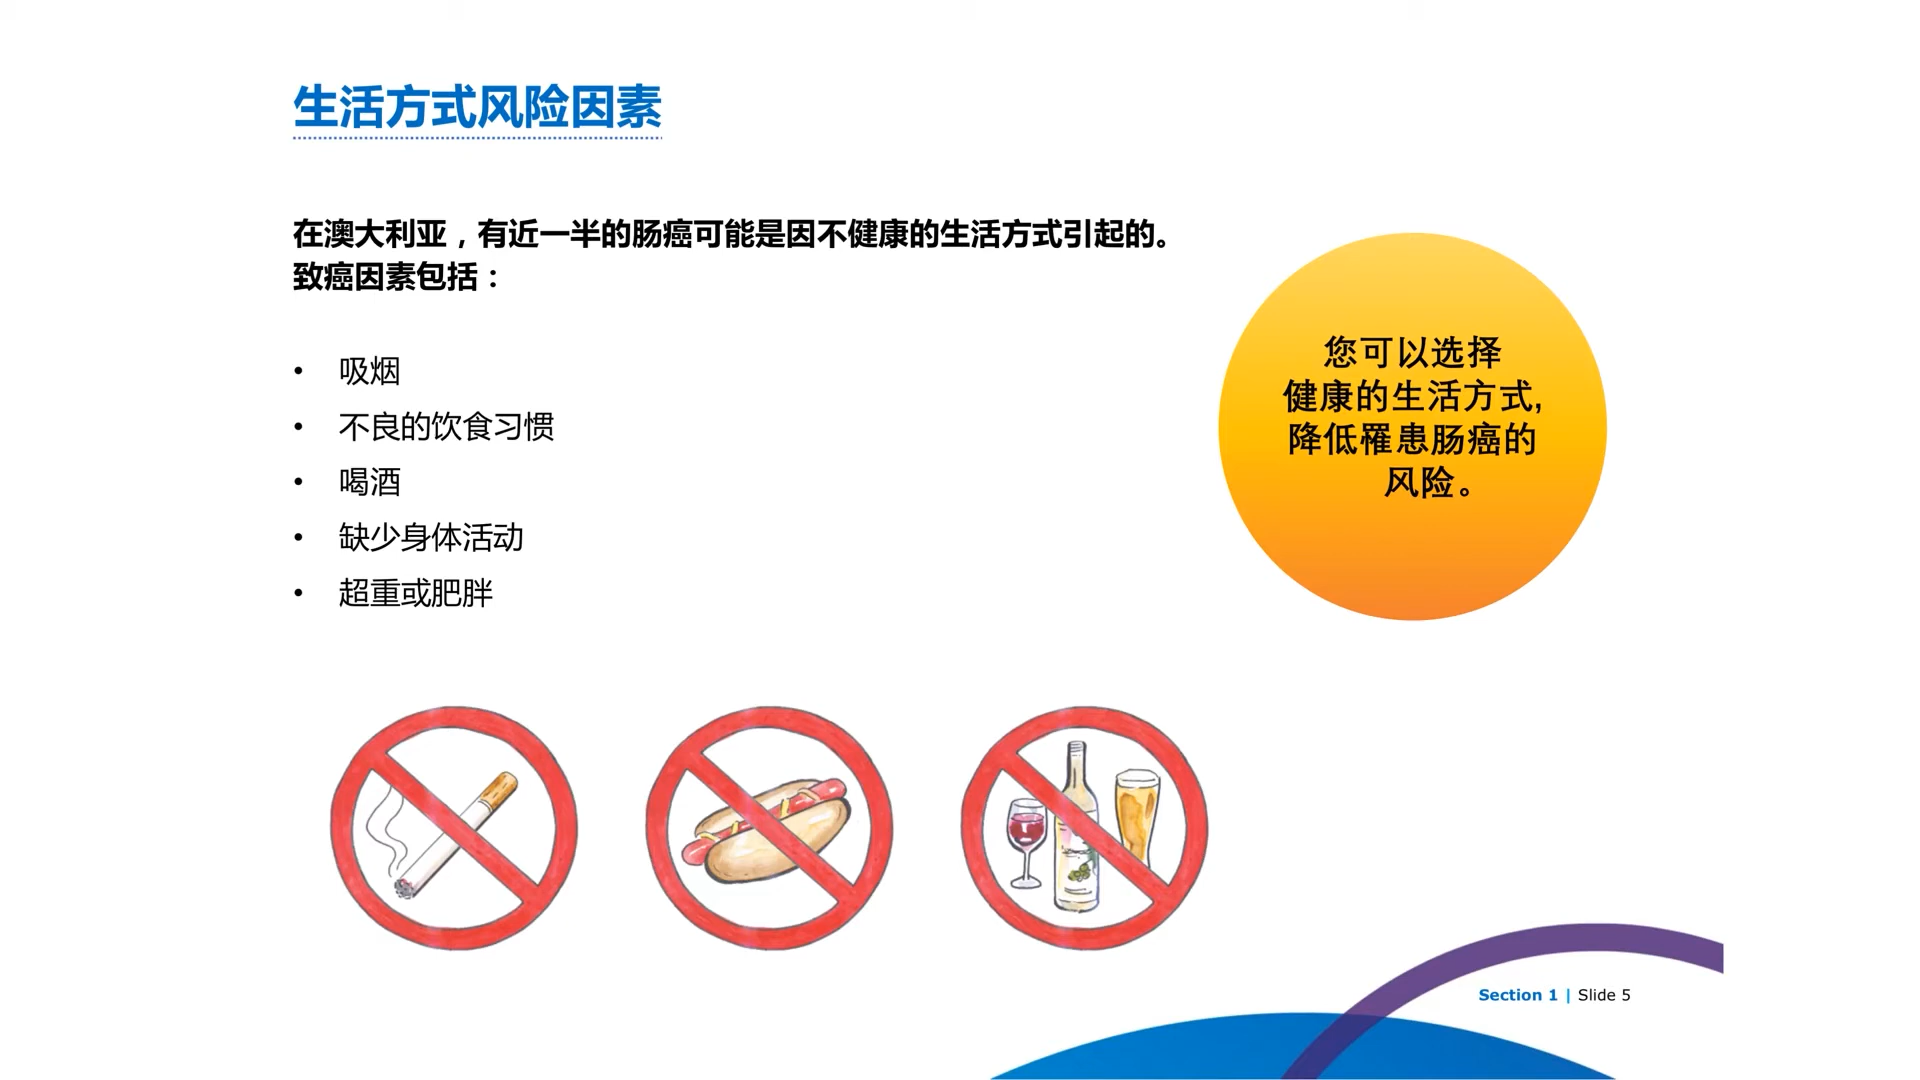 生活方式风险因素
在澳大利亚，有近一半的肠癌可能是因不健康的生活方式引起的。
致癌因素包括：
• 吸烟
• 不良的饮食习惯
• 喝酒
• 缺少身体活动
• 超重或肥胖
您可以选择
健康的生活方式,
降低罹患肠癌的
风险。
Section 1 | Slide 5